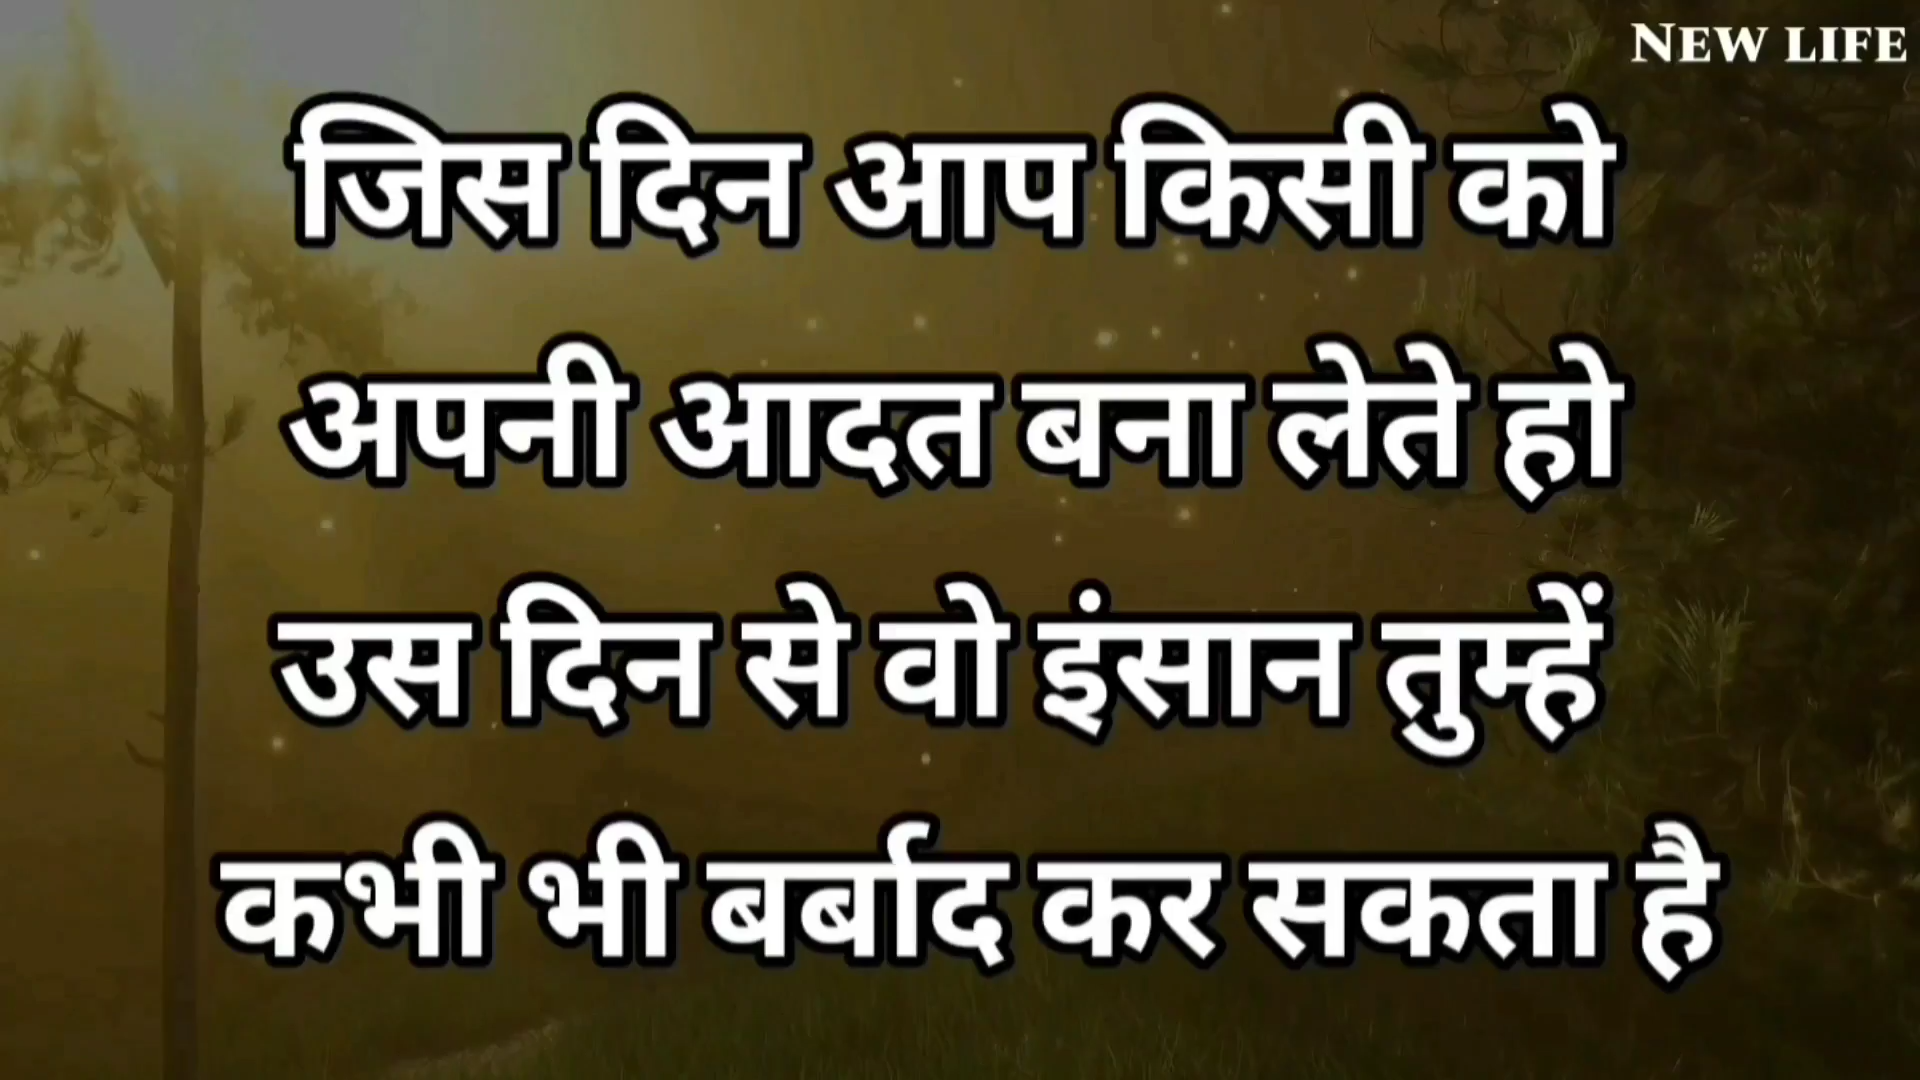 NEW LIFE
जिस दिन आप किसी को
अपनी आदत बना लेते हो
उस दिन से वो इंसान तुम्हें
कभी भी बर्बाद कर सकता है